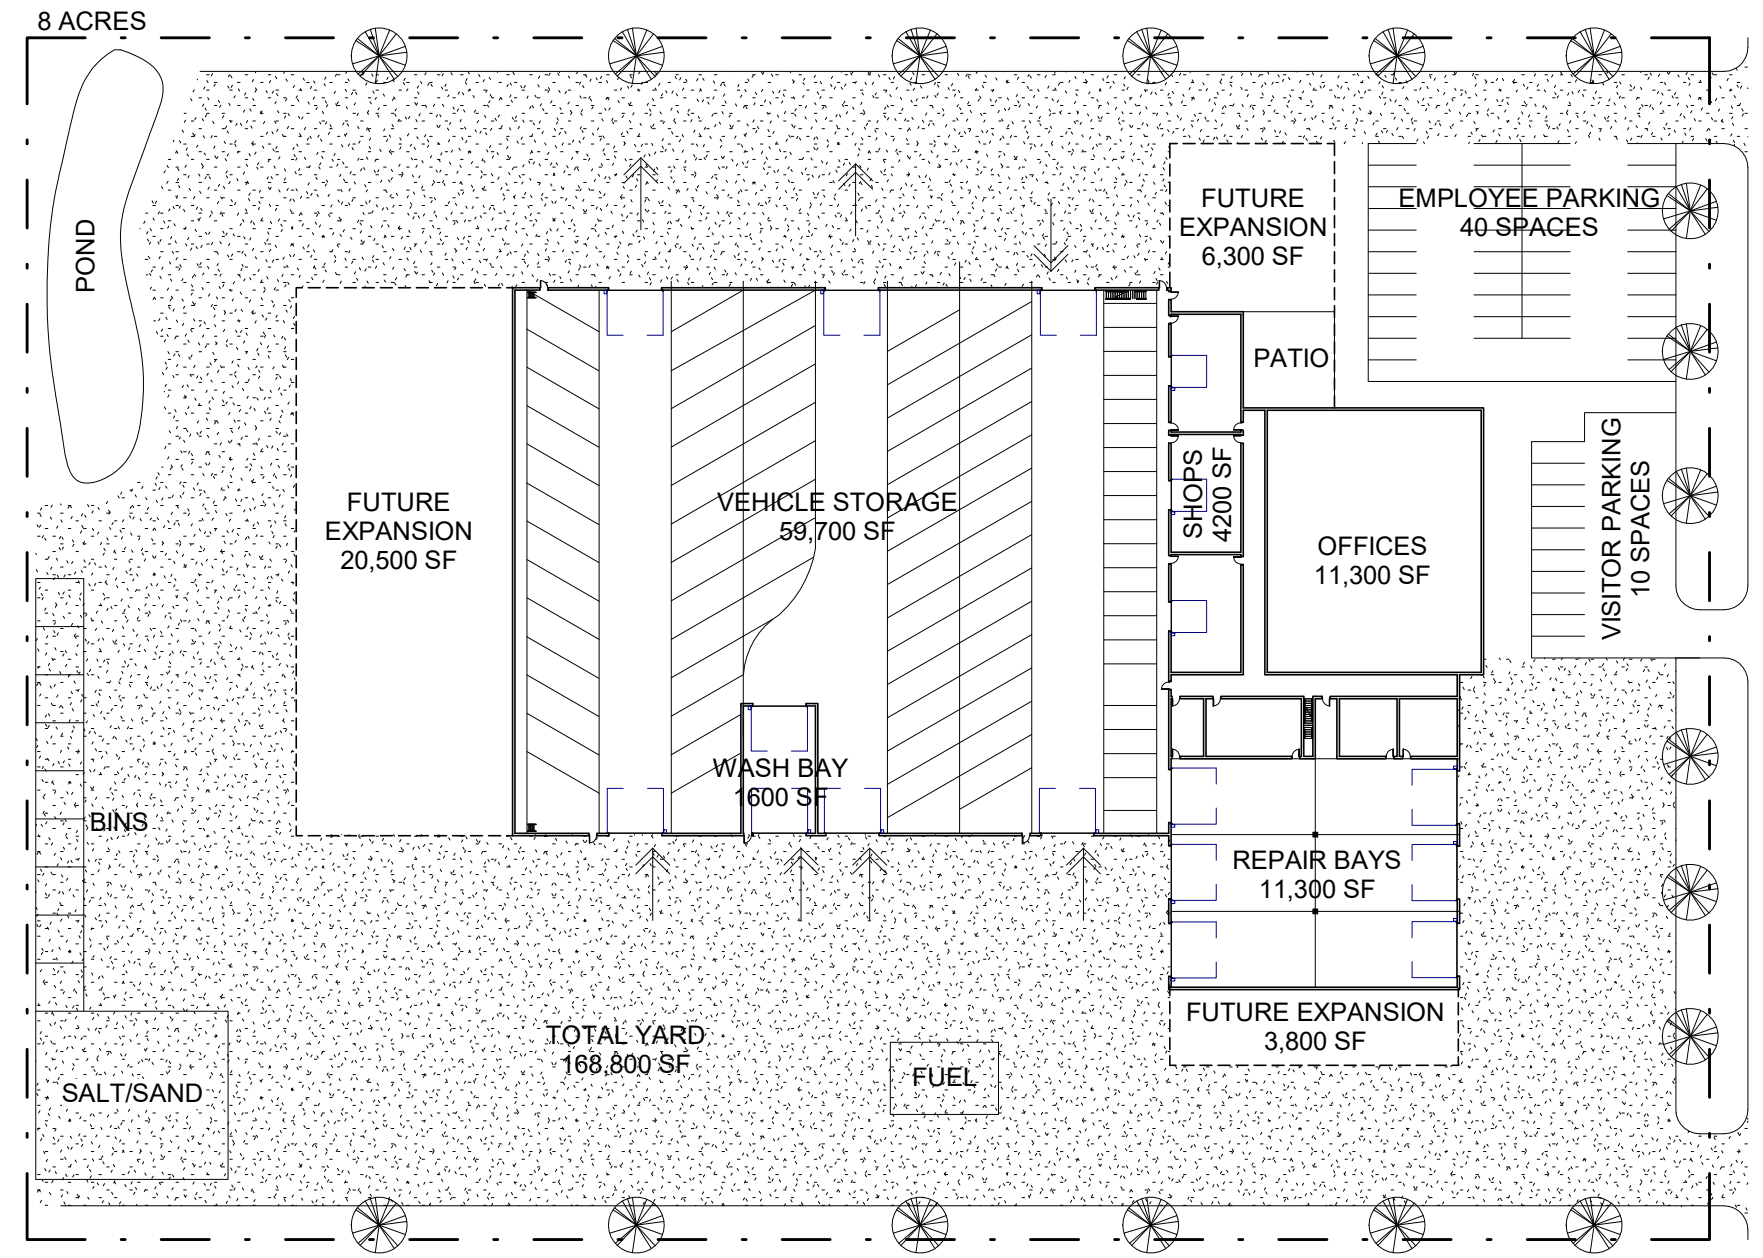 8 ACRES
POND
FUTURE
EXPANSION
6,300 SF
EMPLOYEE PARKING
40 SPACES
PATIO
FUTURE
EXPANSION
20,500 SF
VEHICLE STORAGE
59,700 SF
SHOPS
4200 SF
OFFICES
11,300 SF
VISITOR PARKING
10 SPACES
WASH BAY
1600 SF
BINS
REPAIR BAYS
11,300 SF
FUTURE EXPANSION
3,800 SF
TOTAL YARD
168,800 SF
FUEL
SALT/SAND